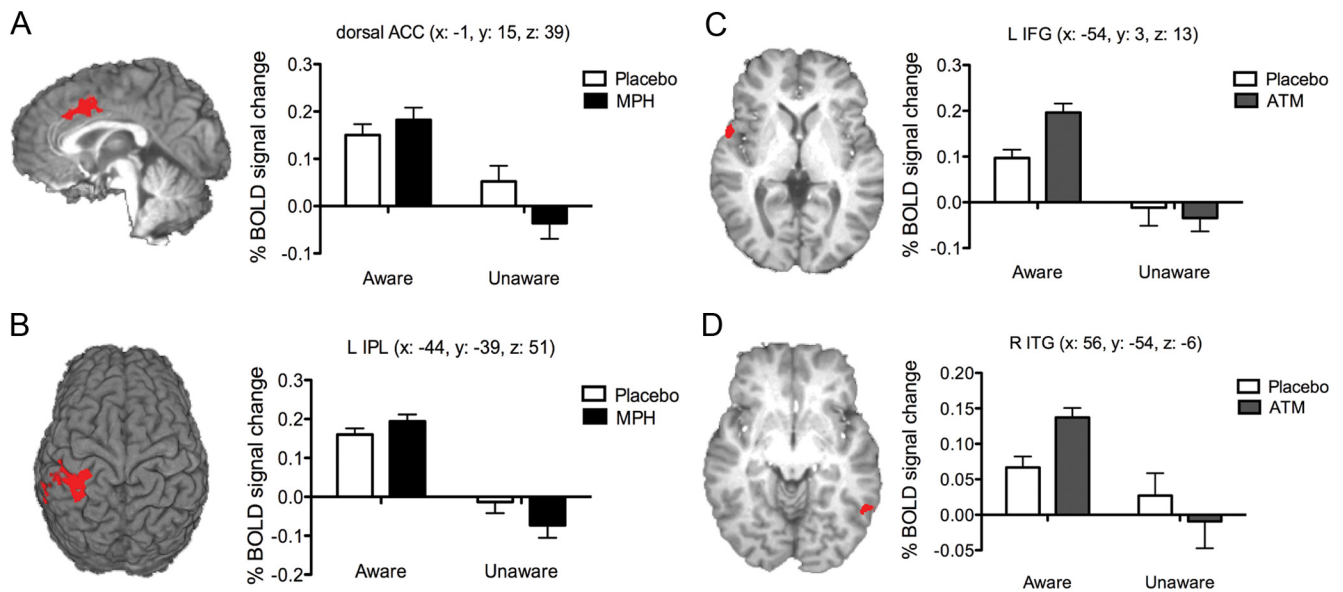 A
dorsal ACC (x: -1, y: 15, z: 39)
% BOLD signal change
0.3
0.2
0.1
0.0
-0.1
Placebo
MPH
Aware
Unaware
B
L IPL (x: -44, y: -39, z: 51)
% BOLD signal change
0.3
0.2
0.1
0.0
-0.1
-0.2
Placebo
MPH
Aware
Unaware
C
L IFG (x: -54, y: 3, z: 13)
% BOLD signal change
0.3
0.2
0.1
0.0
-0.1
Placebo
ATM
Aware
Unaware
D
R ITG (x: 56, y: -54, z: -6)
% BOLD signal change
0.20
0.15
0.10
0.05
0.00
-0.05
Placebo
ATM
Aware
Unaware